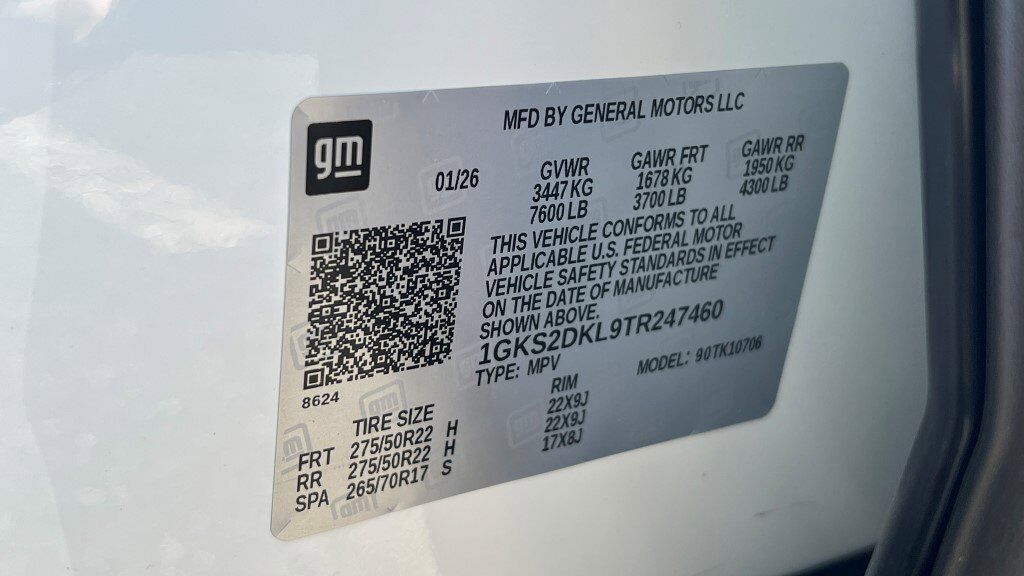 gm
MFD BY GENERAL MOTORS LLC
01/26
GVWR
3447 KG
7600 LB
GAWR FRT
1678 KG
3700 LB
GAWR RR
1950 KG
4300 LB
THIS VEHICLE CONFORMS TO ALL
APPLICABLE U.S. FEDERAL MOTOR
VEHICLE SAFETY STANDARDS IN EFFECT
ON THE DATE OF MANUFACTURE
SHOWN ABOVE.
1GKS2DKL9TR247460
TYPE: MPV
MODEL: 90TK10706
8624
TIRE SIZE
RIM
FRT 275/50R22 H 22X9J
RR 275/50R22 H 22X9J
SPA 265/70R17 S 17X8J